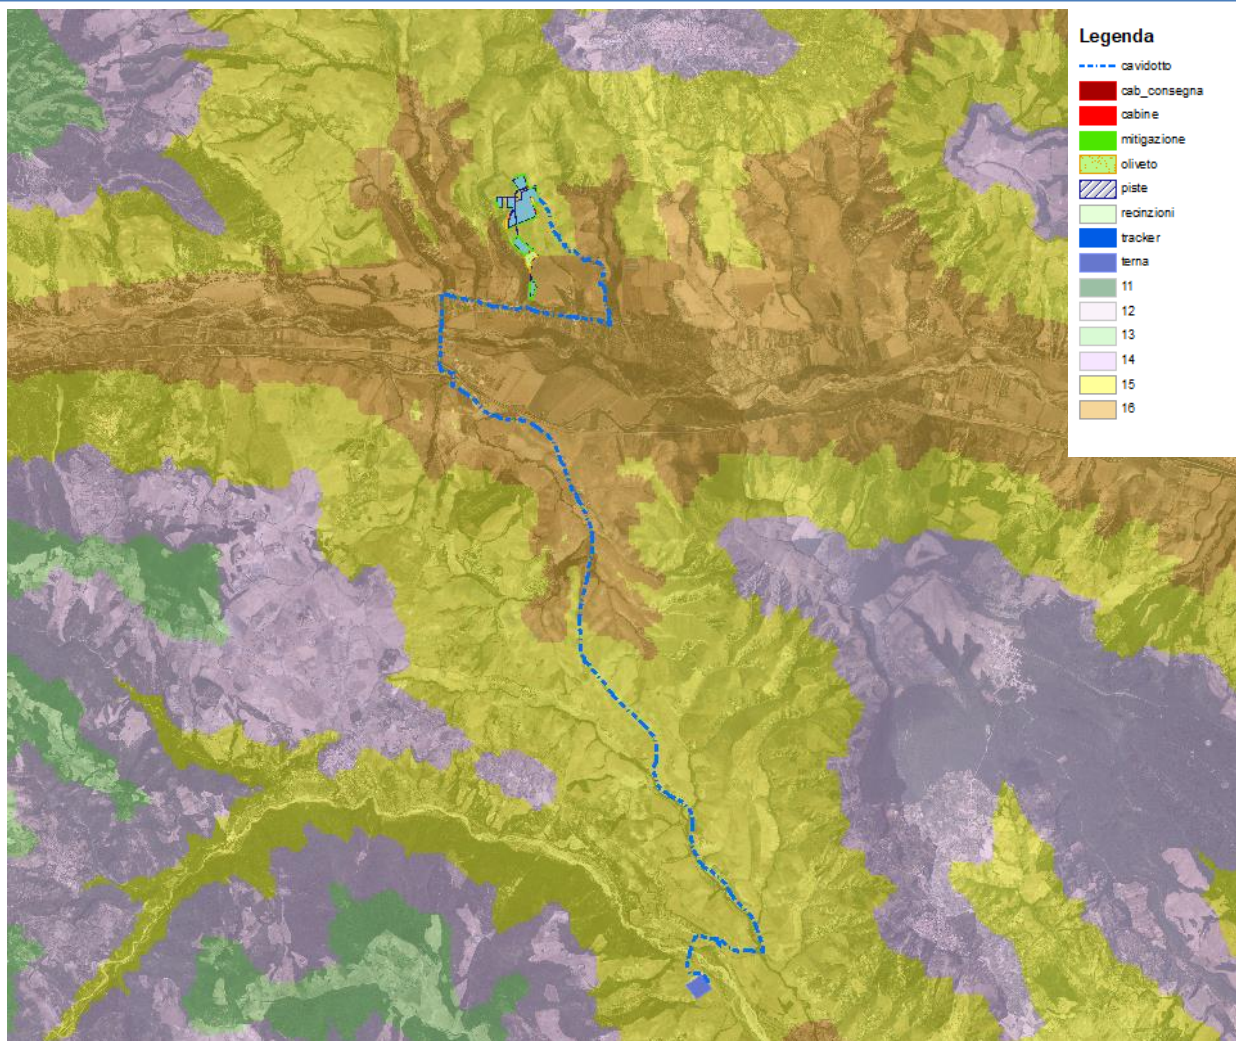 Legenda
cavidotto
cab_consegna
cabine
mitigazione
oliveto
piste
recinzioni
tracker
terna
11
12
13
14
15
16